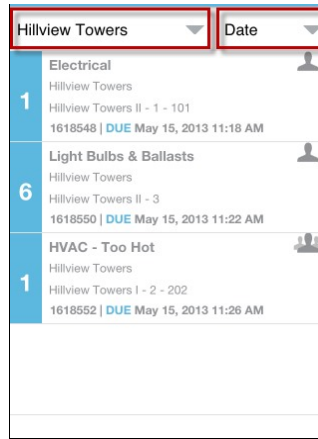 Hillview Towers Date
Electrical
Hillview Towers
Hillview Towers II - 1 - 101
1 1618548 | DUE May 15, 2013 11:18 AM
Light Bulbs & Ballasts
Hillview Towers
Hillview Towers II - 3
6 1618550 | DUE May 15, 2013 11:22 AM
HVAC - Too Hot
Hillview Towers
Hillview Towers I - 2 - 202
1 1618552 | DUE May 15, 2013 11:26 AM